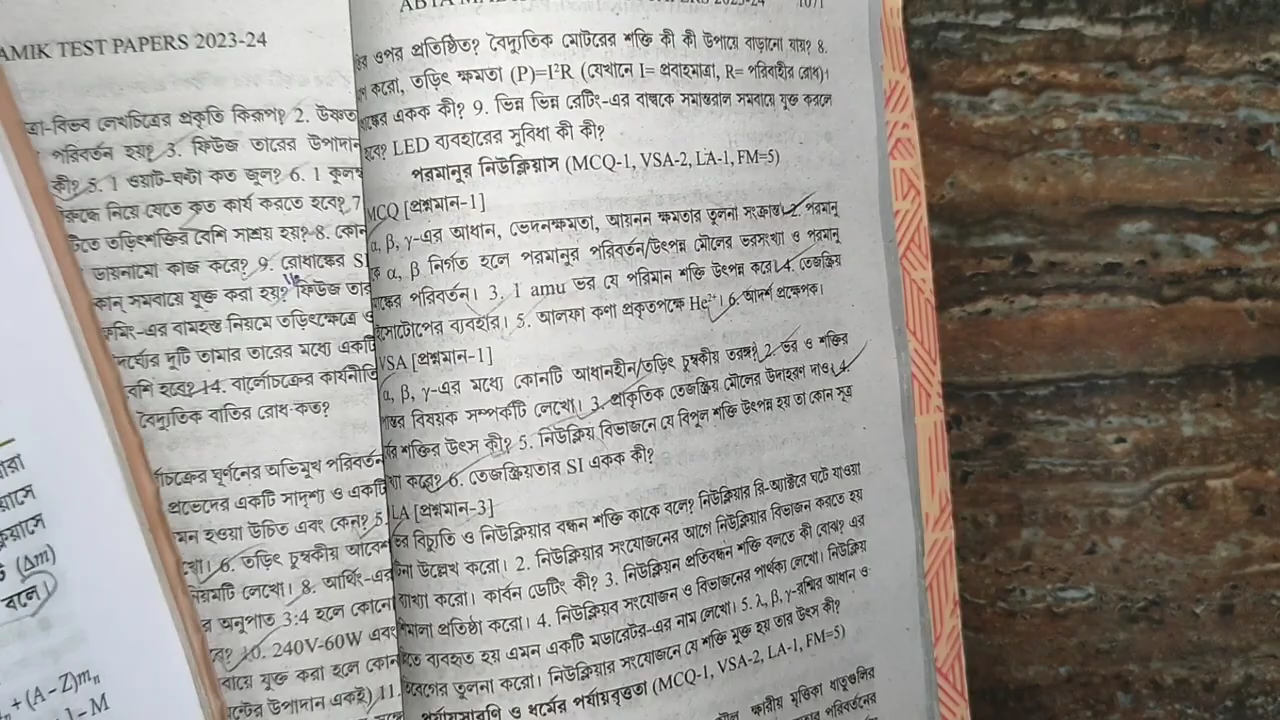 AMIK TEST PAPERS 2023-24
বিভব লেখচিত্রের প্রকৃতি কিরূপ? 2. উষ্ণতা
পরিবর্তন হয়? 3. ফিউজ তারের উপাদান
কী? 5. 1 ওয়াট-ঘণ্টা কত জুল? 6. 1 কুলম্ব
নিয়ে যেতে কৃত কার্য করতে হবে? 7
তড়িৎশক্তির বেশি সাশ্রয় হয়? 8. কোন
ডায়নামো কাজ করে? 9. রোধাঙ্কের SI
কোন্ সমবায়ে যুক্ত করা হয়? ফিউজ তার
এর বামহস্ত নিয়মে তড়িৎক্ষেত্র ও
দৈর্ঘ্যের দুটি তামার তারের মধ্যে একটি
বেশি হবে? 14. বার্লোচক্রের কার্যনীতি
বৈদ্যুতিক বাতির রোধ কত?
ঘূর্ণনের অভিমুখ পরিবর্তন
প্রভেদের একটি সাদৃশ্য ও একটি
হওয়া উচিত এবং কেন? 5.
6. তড়িৎ চুম্বকীয় আবেশ
নিয়মটি লেখো। 8. আর্থিং-এর
অনুপাত 3:4 হলে কোনো
10. 240V-60W এবং
যুক্ত করা হলে কোন
উপাদান একই) 11.
(Δm)
বলে।
+(A – Z)mₙ
– M
ওপর প্রতিষ্ঠিত? বৈদ্যুতিক মোটরের শক্তি কী কী উপায়ে বাড়ানো যায়? 8.
করো, তড়িৎ ক্ষমতা (P)=I²R (যেখানে I= প্রবাহমাত্রা, R= পরিবাহীর রোধ)।
একক কী? 9. ভিন্ন ভিন্ন রেটিং-এর বাল্বকে সমান্তরাল সমবায়ে যুক্ত করলে
হবে? LED ব্যবহারের সুবিধা কী কী?
পরমাণুর নিউক্লিয়াস (MCQ-1, VSA-2, LA-1, FM=5)
MCQ [প্রশ্নমান-1]
α, β, γ-এর আধান, ভেদনক্ষমতা, আয়নন ক্ষমতার তুলনা সংক্রান্ত। 2. পরমাণু
α, β নির্গত হলে পরমাণুর পরিবর্তন/উৎপন্ন মৌলের ভরসংখ্যা ও পরমাণু
পরিবর্তন। 3. 1 amu ভর যে পরিমাণ শক্তি উৎপন্ন করে। 4. তেজস্ক্রিয়
আইসোটোপের ব্যবহার। 5. আলফা কণা প্রকৃতপক্ষে He²⁺। 6. আদর্শ প্রক্ষেপক।
VSA [প্রশ্নমান-1]
α, β, γ-এর মধ্যে কোনটি আধানহীন/তড়িৎ চুম্বকীয় তরঙ্গ? 2. ভর ও শক্তির
বিষয়ক সম্পর্কটি লেখো। 3. প্রাকৃতিক তেজস্ক্রিয় মৌলের উদাহরণ দাও। 4.
শক্তির উৎস কী? 5. নিউক্লিয় বিভাজনে যে বিপুল শক্তি উৎপন্ন হয় তা কোন সূত্র
করে? 6. তেজস্ক্রিয়তার SI একক কী?
LA [প্রশ্নমান-3]
ভর বিচ্যুতি ও নিউক্লিয়ার বন্ধন শক্তি কাকে বলে? নিউক্লিয়ার রি-অ্যাক্টরে ঘটে যাওয়া
উল্লেখ করো। 2. নিউক্লিয়ার সংযোজনের আগে নিউক্লিয়ার বিভাজন করতে হয়
ব্যাখ্যা করো। কার্বন ডেটিং কী? 3. নিউক্লিয়ন প্রতিবন্ধন শক্তি বলতে কী বোঝ? এর
প্রতিষ্ঠা করো। 4. নিউক্লিয়র সংযোজন ও বিভাজনের পার্থক্য লেখো। নিউক্লিয়
ব্যবহৃত হয় এমন একটি মডারেটর-এর নাম লেখো। 5. λ, β, γ-রশ্মির আধান ও
তুলনা করো। নিউক্লিয়ার সংযোজনে যে শক্তি মুক্ত হয় তার উৎস কী?
পর্যায়সারণি ও ধর্মের পর্যায়বৃত্ততা (MCQ-1, VSA-2, LA-1, FM=5)
ক্ষারীয় মৃত্তিকা ধাতুগুলির
পরিবর্তনের